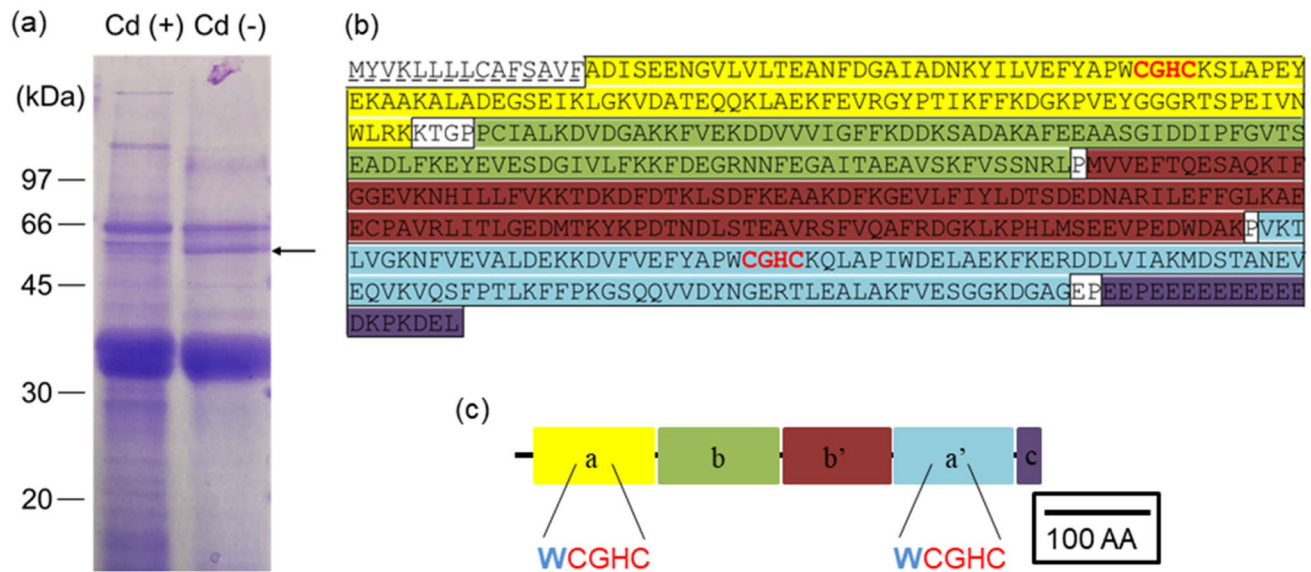 (a)
Cd (+) Cd (-)
(kDa)
97
66
45
30
20
(b)
MYVKLLLLCAFSAVFADISEENGVLVLTEANFDGAIADNKYILVEFYAPWCGHCKSLAPEY
EKAAKALADEGSEIKLGKVDATEQQKLAEKFEVRGYPTIKFFKDGKPVEYGGGRTSPEIVN
WLRKKTGPPCIALKDVDGAKKFVEKDDVVVIGFFKDDKSADAKAFEEAASGIDDIPFGVTS
EADLFKEYEVESDGIVLFKKFDEGRNNFEGAITAEAVSKFVSSNRLPMVVEFTQESAQKIF
GGEVKNHILLFVKKTDKDFDTKLSDFKEAAKDFKGEVLFIYLDTSDEDNARILEFFGLKAE
ECPAVRLITLGEDMTKYKPDTNDLSTEAVRSFVQAFRDGKLKPHLMSEEVPEDWDAKPVKT
LVGKNFVEVALDEKKDVFVEFYAPWCGHCKQLAPIWDELAEKFKERDDLVIAKMDSTANEV
EQVKVQSFPTLKFFPKGSQQVVDYNGERTLEALAKFVESGGKDGAGEPEEPEEEEEEEEEE
DKPKDEL
(c)
a b b' a' c
WCGHC WCGHC
100 AA